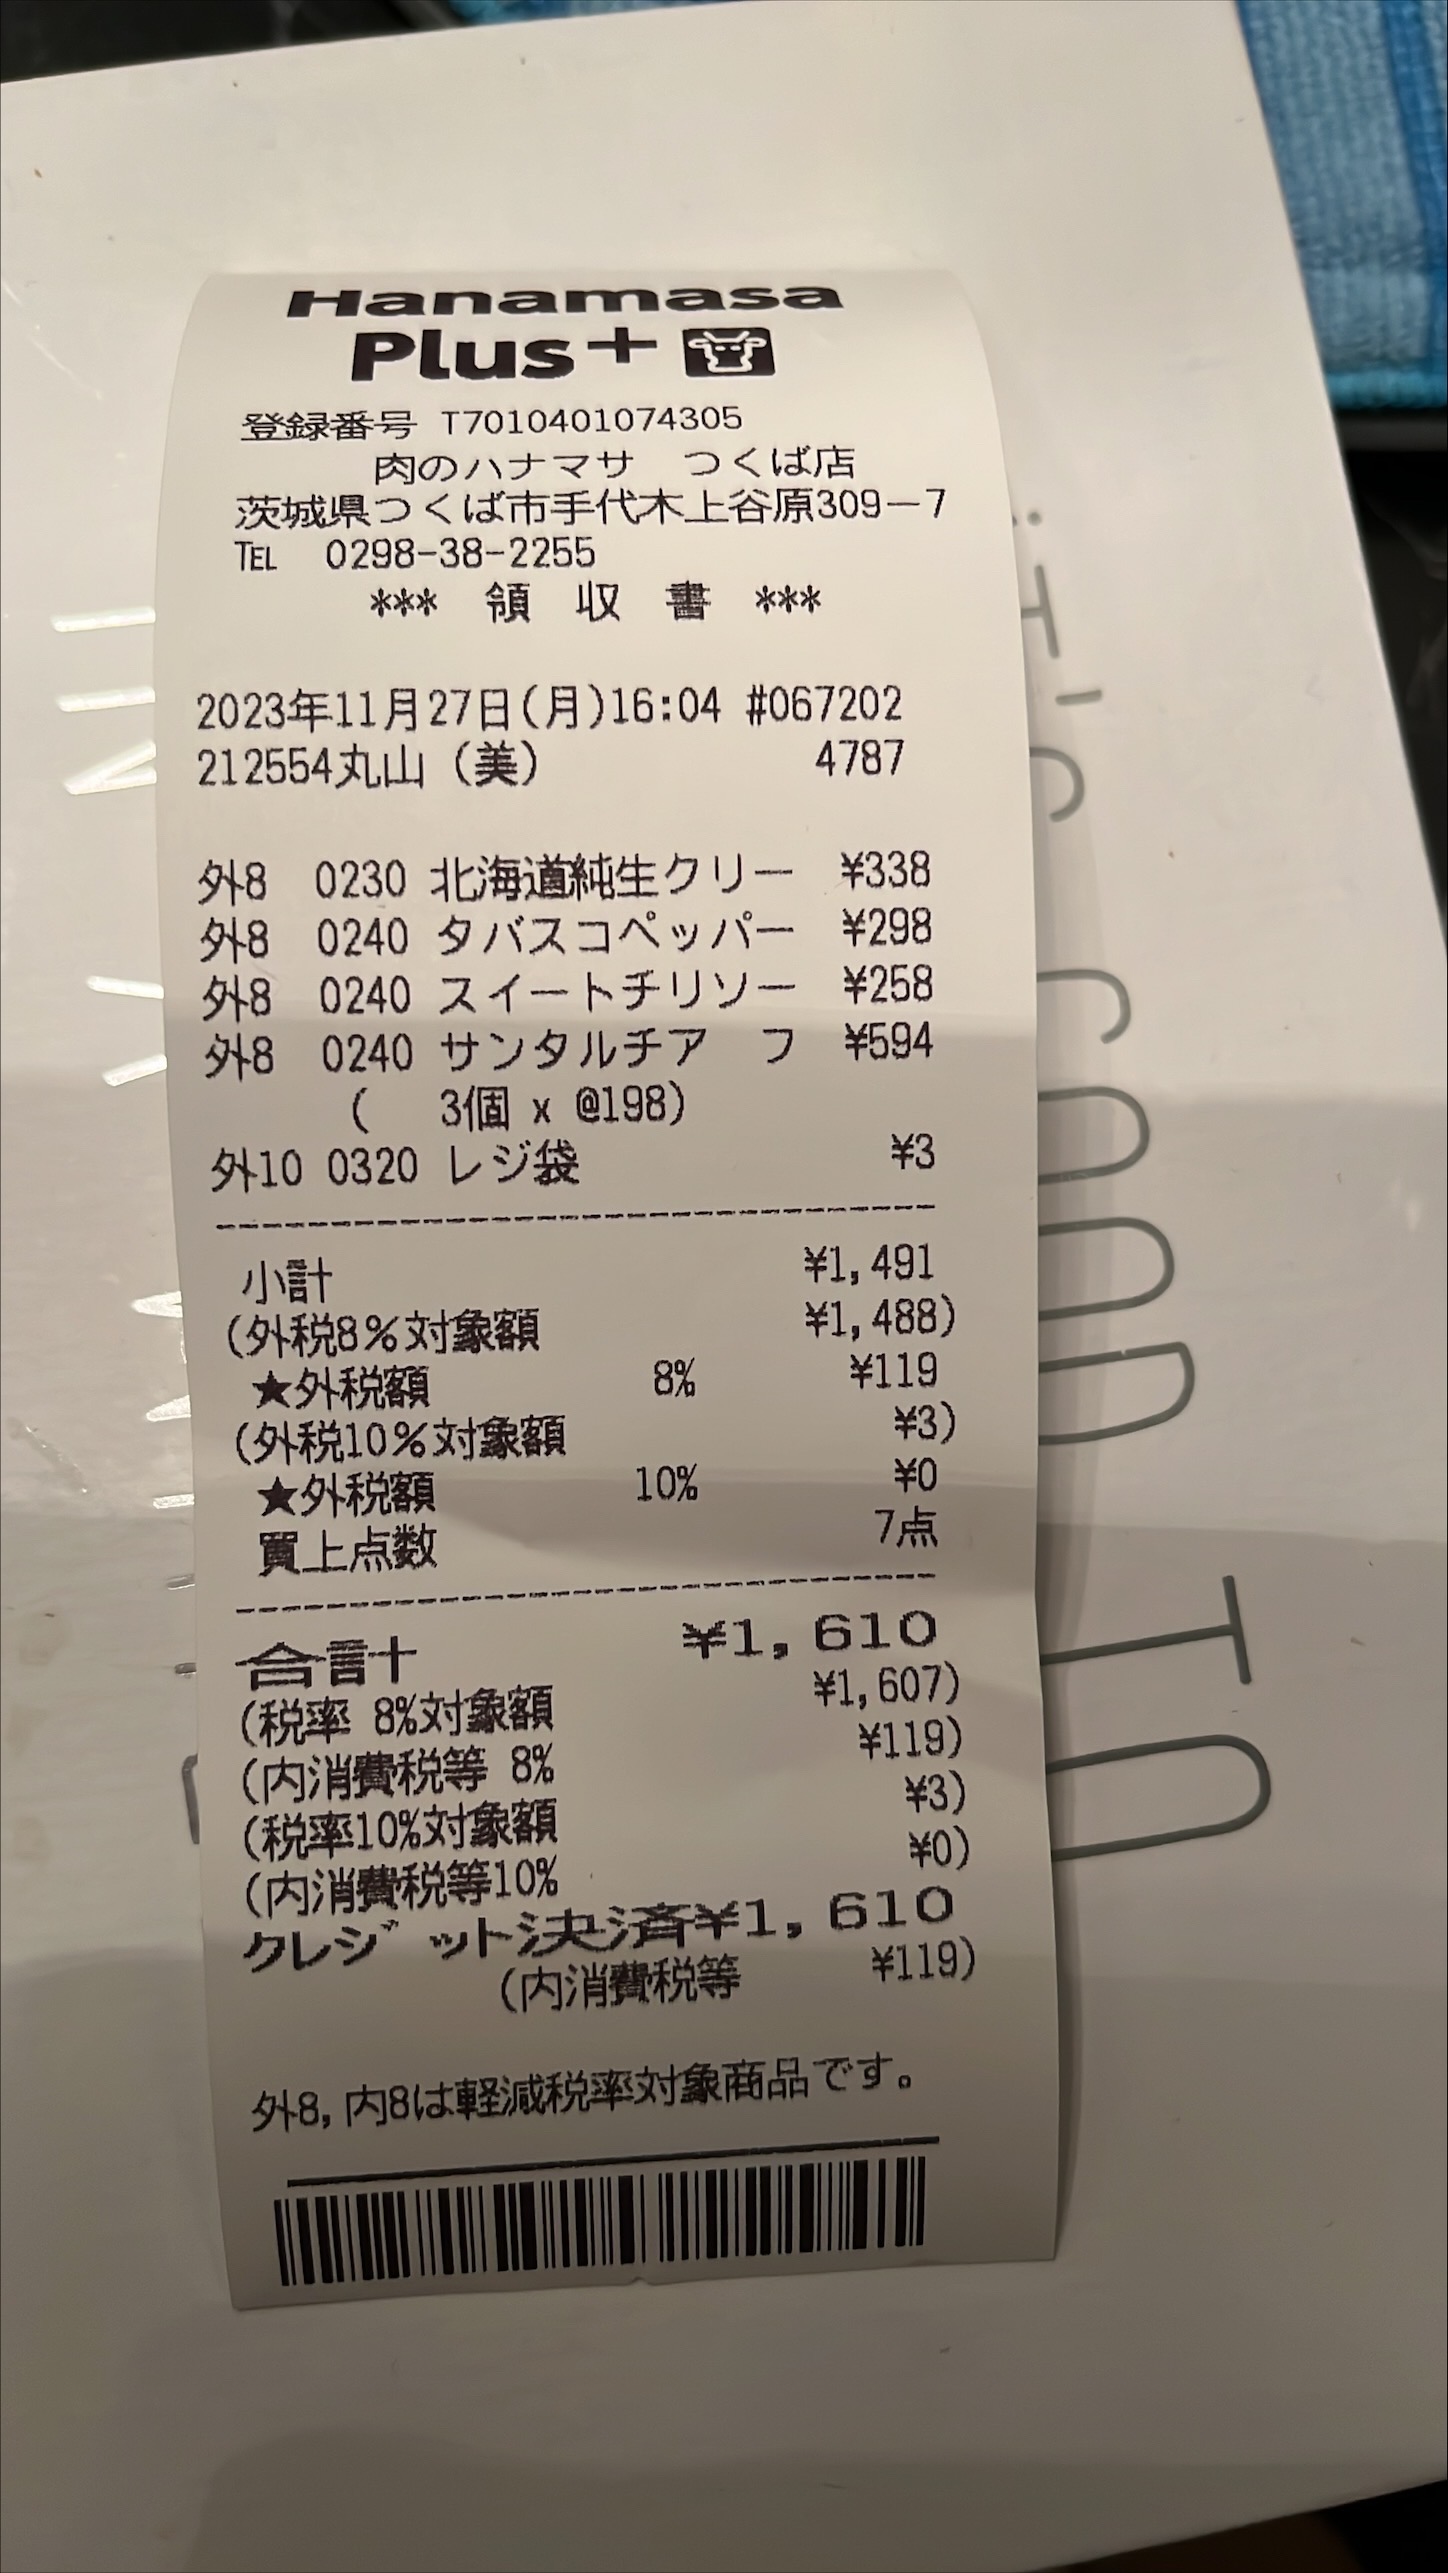 Hanamasa
Plus+
登録番号 T7010401074305
肉のハナマサ つくば店
茨城県つくば市手代木上谷原309-7
TEL 0298-38-2255
*** 領 収 書 ***
2023年11月27日(月)16:04 #067202
212554丸山(美) 4787
外8 0230 北海道純生クリー ¥338
外8 0240 タバスコペッパー ¥298
外8 0240 スイートチリソー ¥258
外8 0240 サンタルチア フ ¥594
( 3個 x @198)
外10 0320 レジ袋 ¥3
小計 ¥1,491
(外税8%対象額 ¥1,488)
★外税額 8% ¥119
(外税10%対象額 ¥3)
★外税額 10% ¥0
買上点数 7点
合計 ¥1,610
(税率 8%対象額 ¥1,607)
(内消費税等 8% ¥119)
(税率10%対象額 ¥3)
(内消費税等10% ¥0)
クレジット決済¥1,610
(内消費税等 ¥119)
外8,内8は軽減税率対象商品です。
iT'S GOOD TO